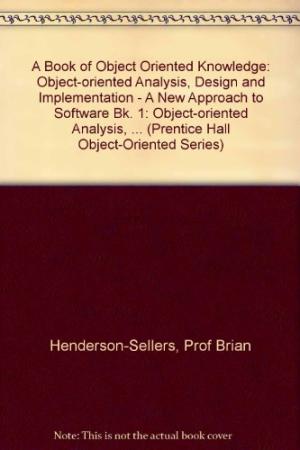 A Book of Object Oriented Knowledge:
Object-oriented Analysis, Design and
Implementation - A New Approach to
Software Bk. 1: Object-oriented
Analysis, ... (Prentice Hall
Object-Oriented Series)
Henderson-Sellers, Prof Brian
Note: This is not the actual book cover